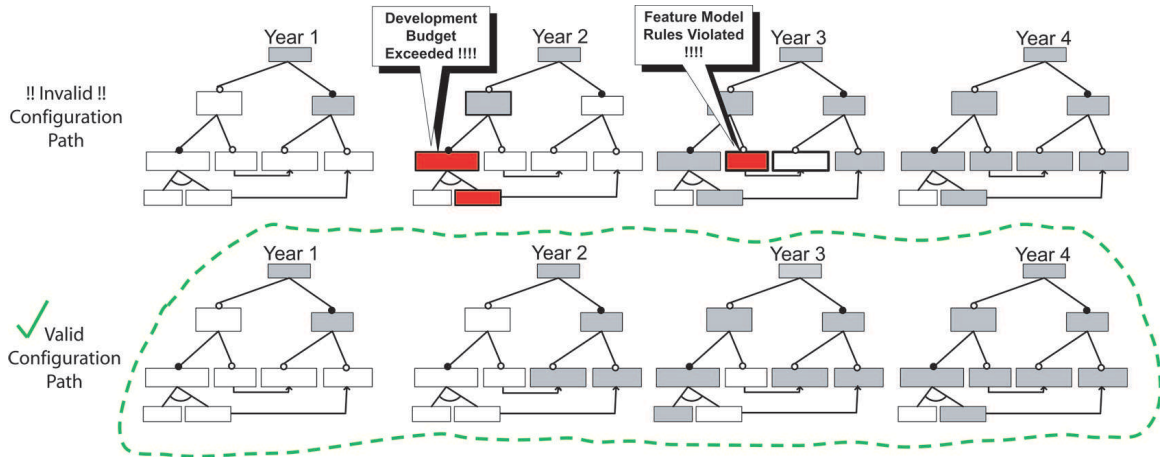 Development
Budget
Exceeded !!!!
Feature Model
Rules Violated
!!!!
Year 1
Year 2
Year 3
Year 4
!! Invalid !!
Configuration
Path
Year 1
Year 2
Year 3
Year 4
Valid
Configuration
Path